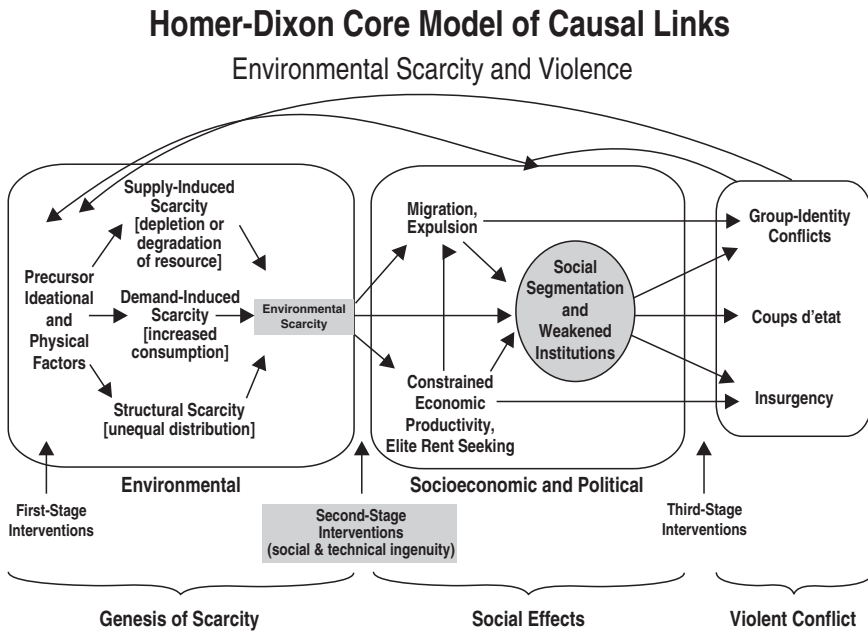 Homer-Dixon Core Model of Causal Links
Environmental Scarcity and Violence
Supply-Induced
Scarcity
[depletion or
degradation
of resource]
Precursor
Ideational
and
Physical
Factors
Demand-Induced
Scarcity
[increased
consumption]
Structural Scarcity
[unequal distribution]
Environmental
Scarcity
Environmental
Migration,
Expulsion
Social
Segmentation
and
Weakened
Institutions
Constrained
Economic
Productivity,
Elite Rent Seeking
Socioeconomic and Political
Group-Identity
Conflicts
Coups d’etat
Insurgency
First-Stage
Interventions
Second-Stage
Interventions
(social & technical ingenuity)
Third-Stage
Interventions
Genesis of Scarcity
Social Effects
Violent Conflict